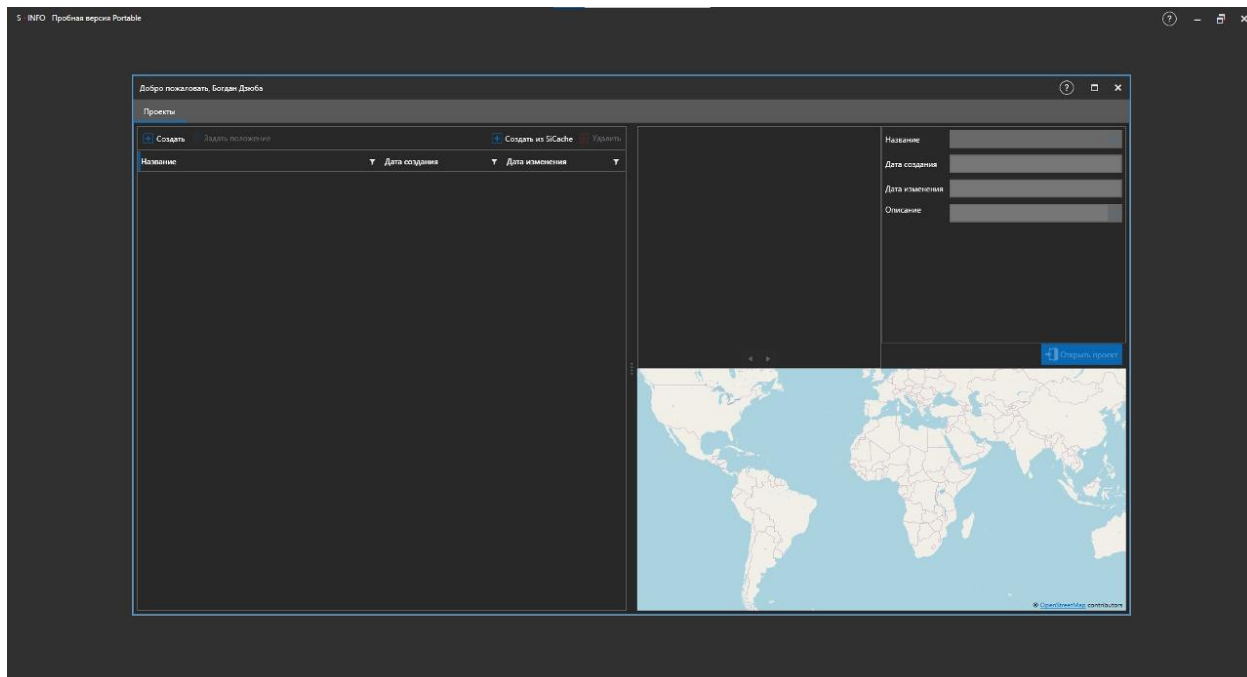 S INFO Пробная версия Portable
Добро пожаловать, Богдан Дзюба
Проекты
Создать Задать положение Создать из SiCache Удалить
Название Дата создания Дата изменения
Название
Дата создания
Дата изменения
Описание
Открыть проект
© OpenStreetMap contributors